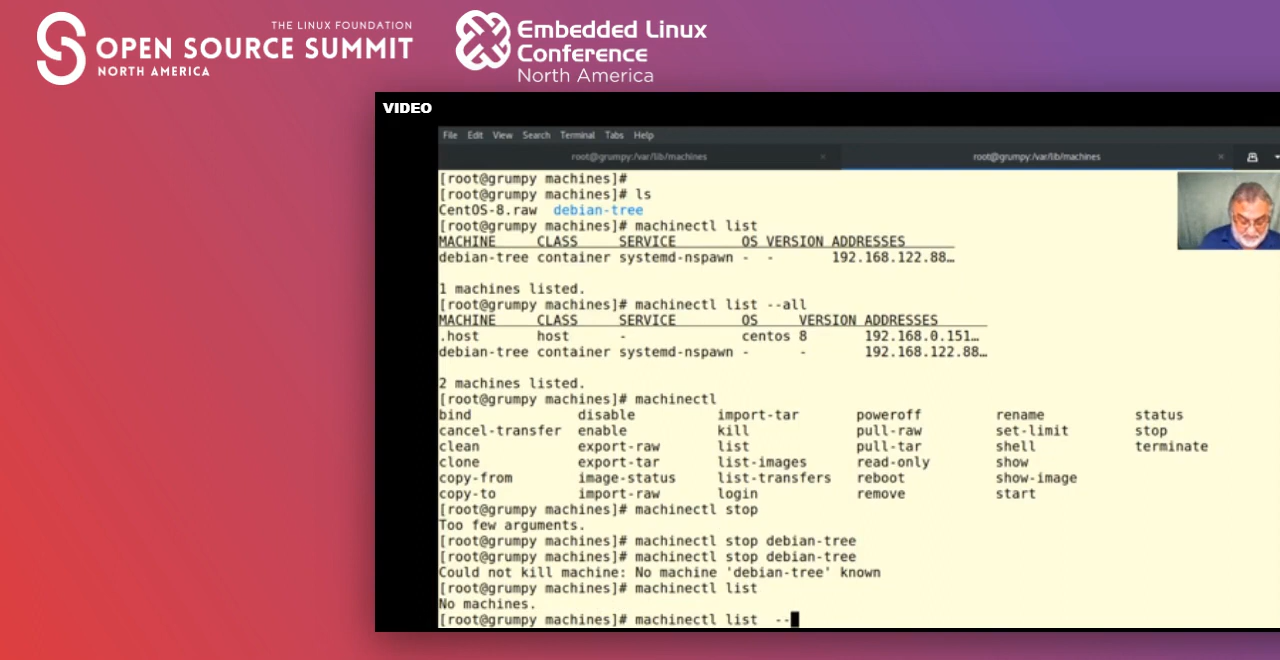 THE LINUX FOUNDATION
OPEN SOURCE SUMMIT
NORTH AMERICA
Embedded Linux
Conference
North America
VIDEO
File Edit View Search Terminal Tabs Help
root@grumpy:/var/lib/machines × root@grumpy:/var/lib/machines ×
[root@grumpy machines]#
[root@grumpy machines]# ls
CentOS-8.raw  debian-tree
[root@grumpy machines]# machinectl list
MACHINE     CLASS     SERVICE        OS VERSION ADDRESSES
debian-tree container systemd-nspawn -  -       192.168.122.88…
1 machines listed.
[root@grumpy machines]# machinectl list --all
MACHINE     CLASS     SERVICE        OS     VERSION ADDRESSES
.host       host      -              centos 8       192.168.0.151…
debian-tree container systemd-nspawn -      -       192.168.122.88…
2 machines listed.
[root@grumpy machines]# machinectl
bind             disable          import-tar       poweroff         rename           status
cancel-transfer  enable           kill             pull-raw         set-limit        stop
clean            export-raw       list             pull-tar         shell            terminate
clone            export-tar       list-images      read-only        show
copy-from        image-status     list-transfers   reboot           show-image
copy-to          import-raw       login            remove           start
[root@grumpy machines]# machinectl stop
Too few arguments.
[root@grumpy machines]# machinectl stop debian-tree
[root@grumpy machines]# machinectl stop debian-tree
Could not kill machine: No machine 'debian-tree' known
[root@grumpy machines]# machinectl list
No machines.
[root@grumpy machines]# machinectl list  --